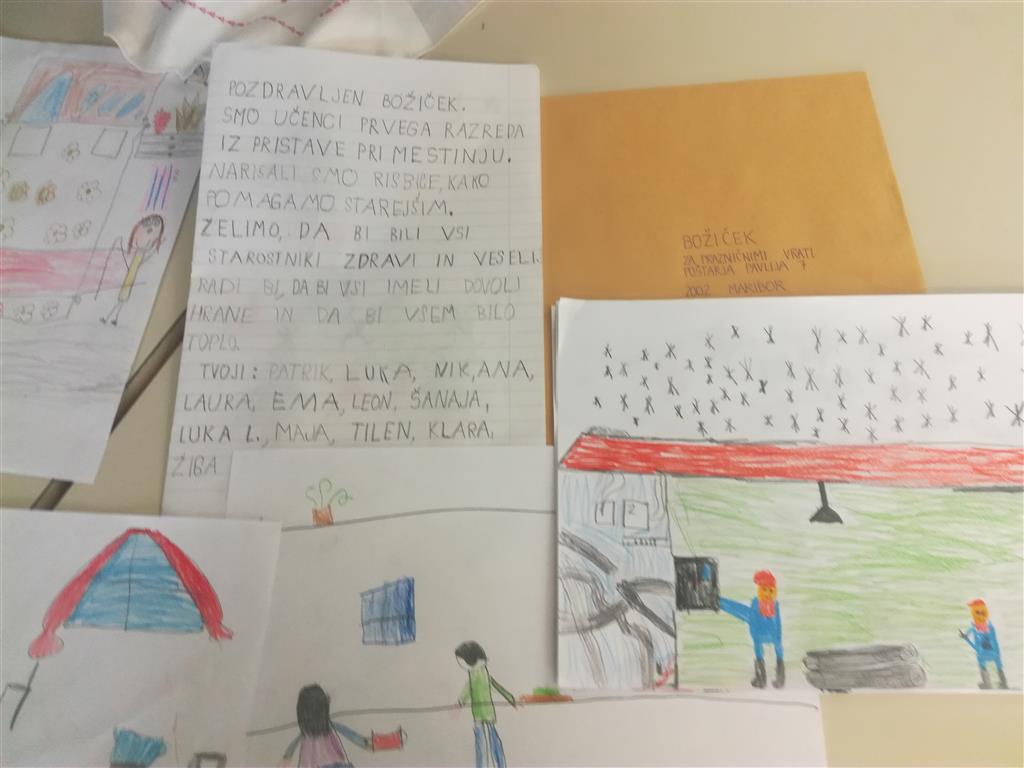 POZDRAVLJEN BOŽIČEK.
SMO UČENCI PRVEGA RAZREDA
IZ PRISTAVE PRI MESTINJU.
NARISALI SMO RISBICE, KAKO
POMAGAMO STAREJŠIM.
ŽELIMO, DA BI BILI VSI
STAROSTNIKI ZDRAVI IN VESELI.
RADI BI, DA BI VSI IMELI DOVOLJ
HRANE IN DA BI VSEM BILO
TOPLO.
TVOJI: PATRIK, LUKA, NIK, ANA,
LAURA, EMA, LEON, ŠANAJA,
LUKA L., MAJA, TILEN, KLARA,
ŽIGA
BOŽIČEK
ZA PRAZNIČNIMI VRATI
POŠTARJA PAVLIJA 7
2002 MARIBOR
1 2